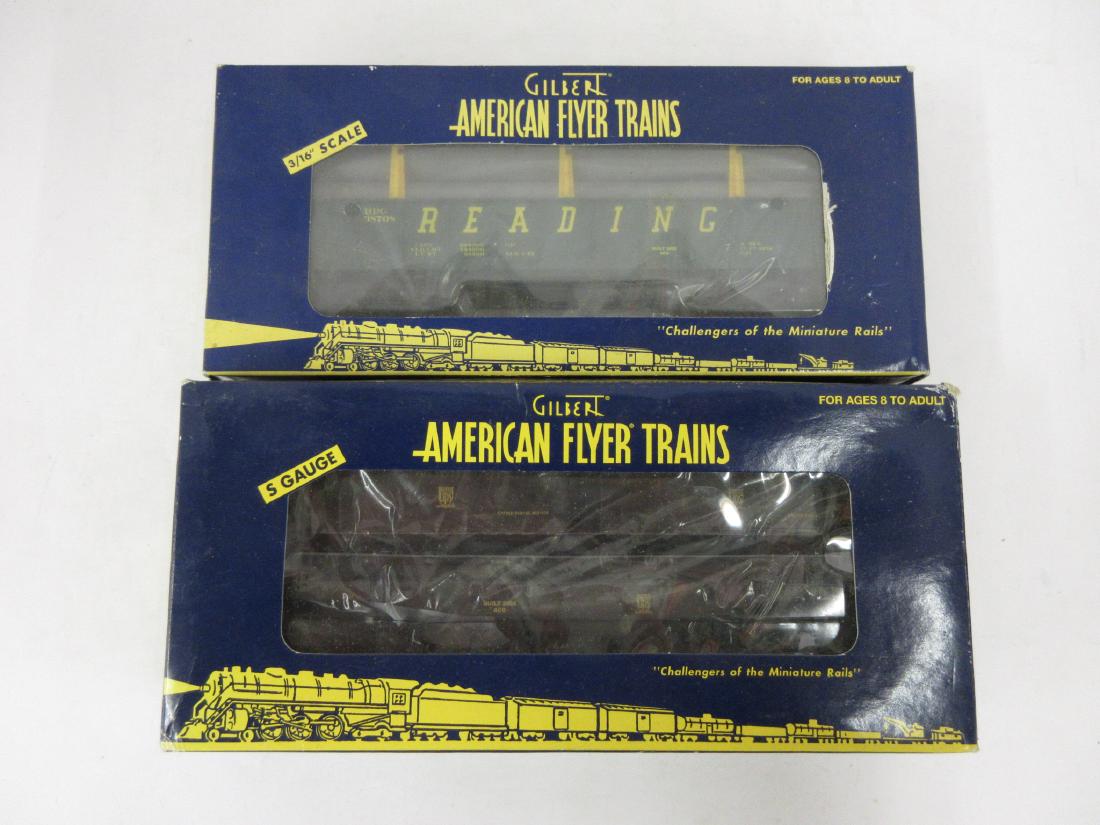 GILBERT®
FOR AGES 8 TO ADULT
AMERICAN FLYER TRAINS
3/16" SCALE
READING
"Challengers of the Miniature Rails"
GILBERT®
FOR AGES 8 TO ADULT
AMERICAN FLYER® TRAINS
S GAUGE
BUILT
"Challengers of the Miniature Rails"